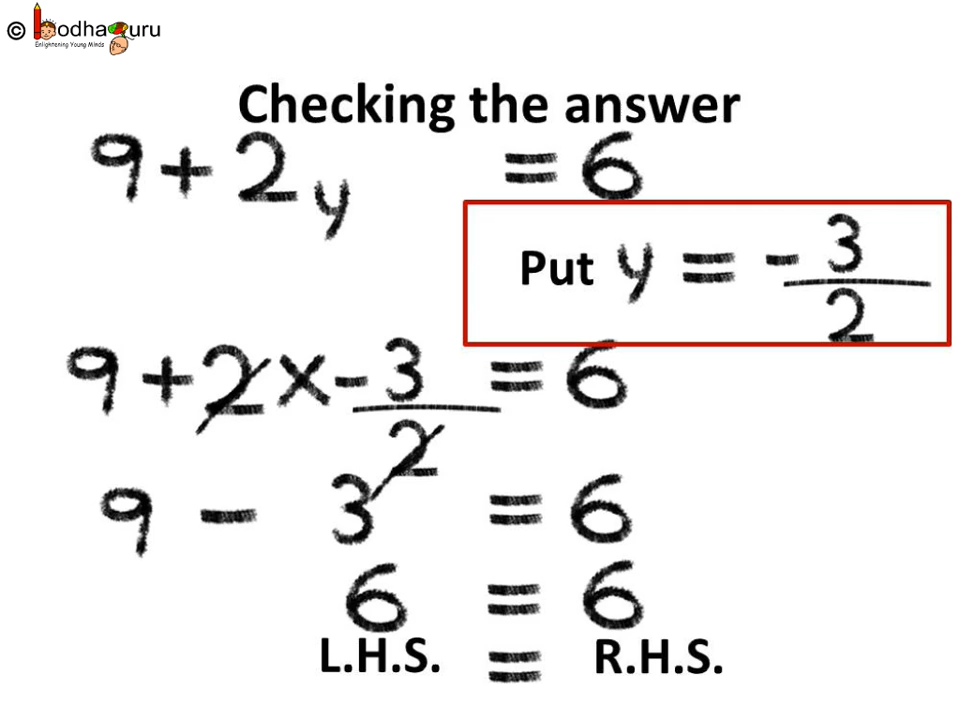 © BodhaGuru
Enlightening Young Minds
Checking the answer
9 + 2y = 6
Put y = - 3/2
9 + 2 x - 3/2 = 6
9 - 3 = 6
6 = 6
L.H.S. = R.H.S.